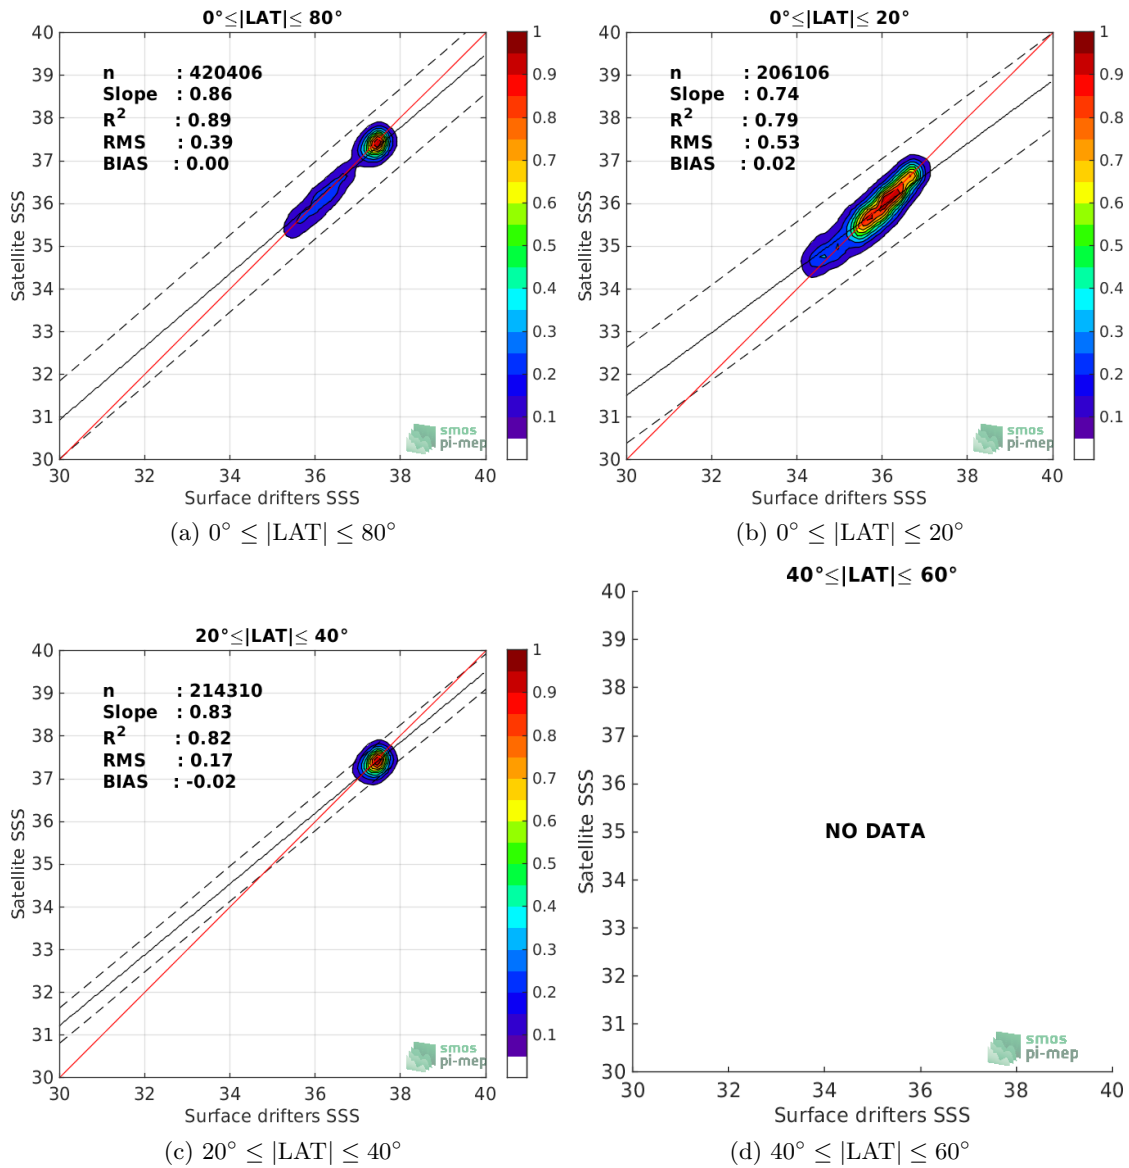 0°≤|LAT|≤ 80°
40
39
38
37
36
35
34
33
32
31
30
n : 420406
Slope : 0.86
R² : 0.89
RMS : 0.39
BIAS : 0.00
Satellite SSS
30 32 34 36 38 40
Surface drifters SSS
1
0.9
0.8
0.7
0.6
0.5
0.4
0.3
0.2
0.1
smos
pi-mep
(a) 0° ≤ |LAT| ≤ 80°
0°≤|LAT|≤ 20°
40
39
38
37
36
35
34
33
32
31
30
n : 206106
Slope : 0.74
R² : 0.79
RMS : 0.53
BIAS : 0.02
Satellite SSS
30 32 34 36 38 40
Surface drifters SSS
1
0.9
0.8
0.7
0.6
0.5
0.4
0.3
0.2
0.1
smos
pi-mep
(b) 0° ≤ |LAT| ≤ 20°
20°≤|LAT|≤ 40°
40
39
38
37
36
35
34
33
32
31
30
n : 214310
Slope : 0.83
R² : 0.82
RMS : 0.17
BIAS : -0.02
Satellite SSS
30 32 34 36 38 40
Surface drifters SSS
1
0.9
0.8
0.7
0.6
0.5
0.4
0.3
0.2
0.1
smos
pi-mep
(c) 20° ≤ |LAT| ≤ 40°
40°≤|LAT|≤ 60°
40
39
38
37
36
35
34
33
32
31
30
NO DATA
Satellite SSS
30 32 34 36 38 40
Surface drifters SSS
smos
pi-mep
(d) 40° ≤ |LAT| ≤ 60°